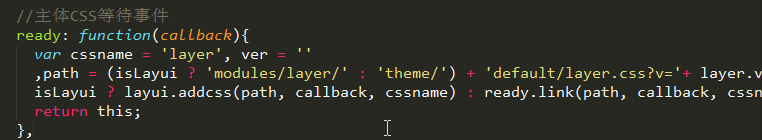 //主体CSS等待事件
ready: function(callback){
var cssname = 'layer', ver = ''
,path = (isLayui ? 'modules/layer/' : 'theme/') + 'default/layer.css?v='+ layer.v
isLayui ? layui.addcss(path, callback, cssname) : ready.link(path, callback, cssn
return this;
},